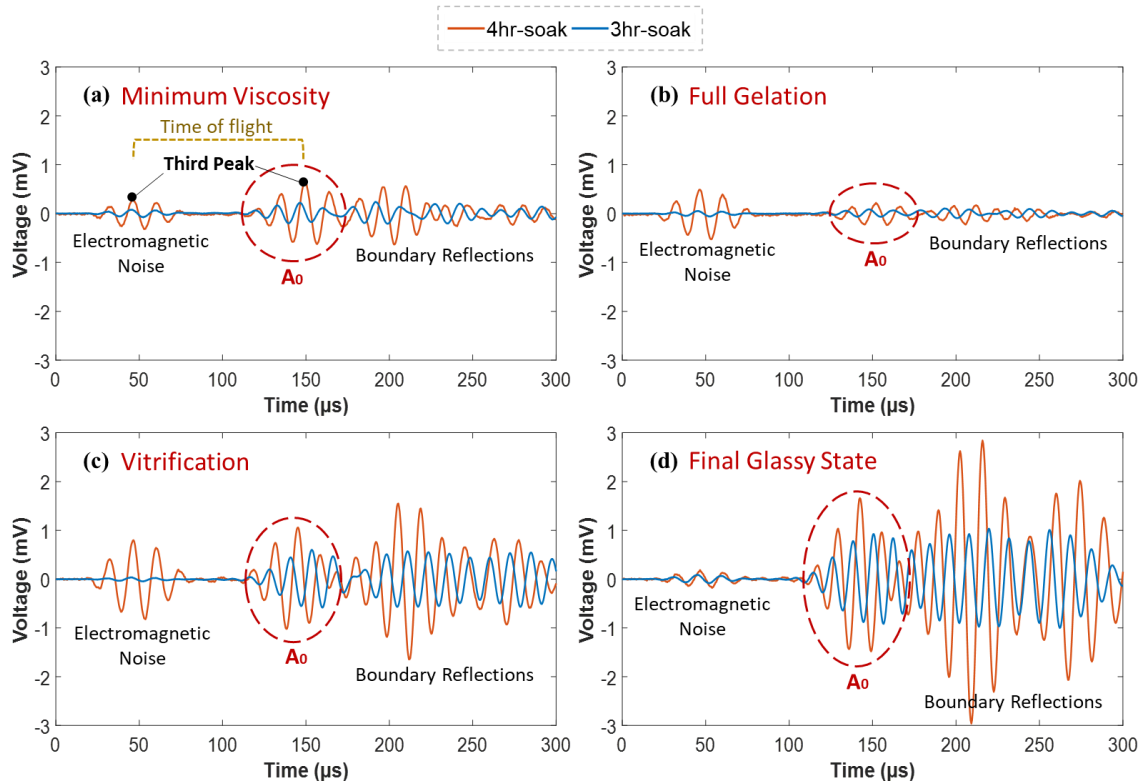 4hr-soak 3hr-soak
(a) Minimum Viscosity
Time of flight
Third Peak
Electromagnetic
Noise
A₀
Boundary Reflections
Voltage (mV)
3
2
1
0
-1
-2
-3
0 50 100 150 200 250 300
Time (µs)
(b) Full Gelation
Electromagnetic
Noise
A₀
Boundary Reflections
Voltage (mV)
3
2
1
0
-1
-2
-3
0 50 100 150 200 250 300
Time (µs)
(c) Vitrification
Electromagnetic
Noise
A₀
Boundary Reflections
Voltage (mV)
3
2
1
0
-1
-2
-3
0 50 100 150 200 250 300
Time (µs)
(d) Final Glassy State
Electromagnetic
Noise
A₀
Boundary Reflections
Voltage (mV)
3
2
1
0
-1
-2
-3
0 50 100 150 200 250 300
Time (µs)